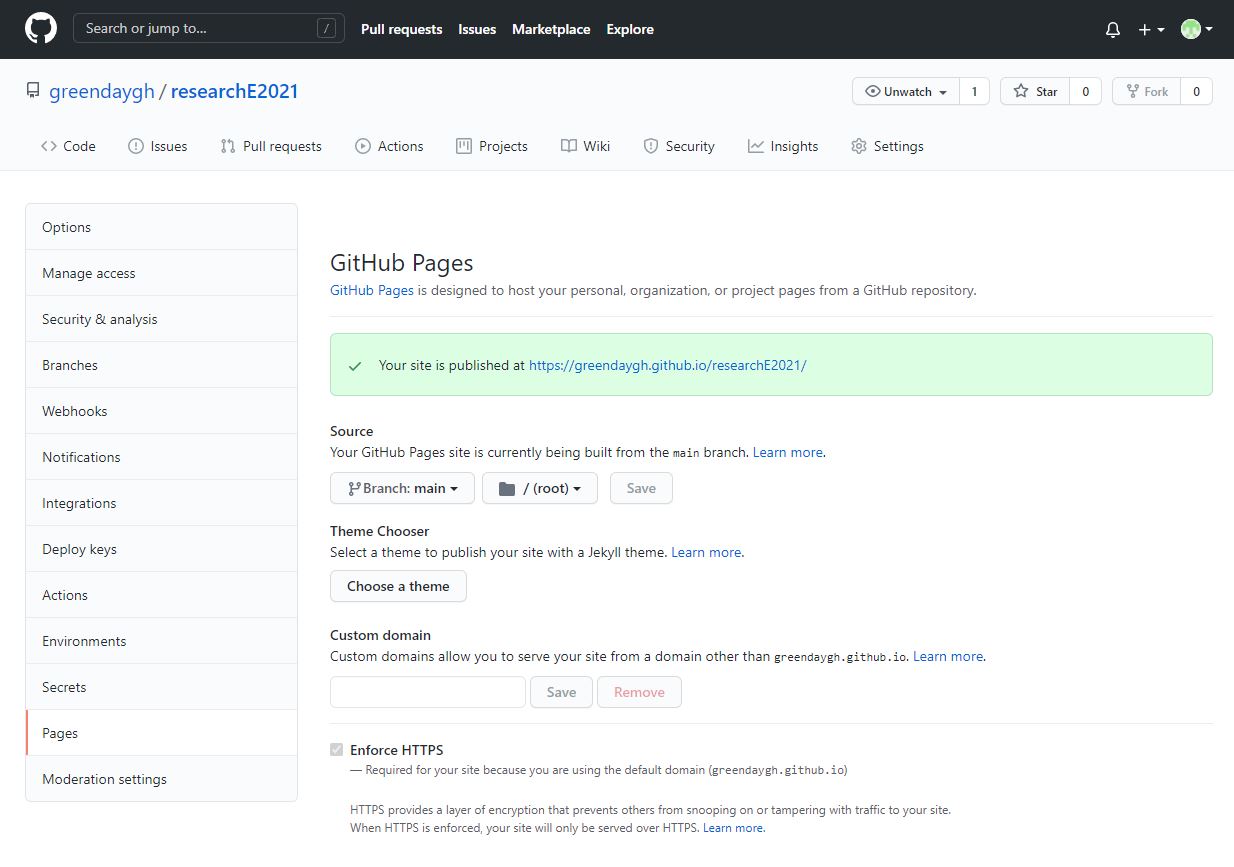 Search or jump to... /
Pull requests Issues Marketplace Explore
greendaygh / researchE2021
Unwatch 1 Star 0 Fork 0
Code Issues Pull requests Actions Projects Wiki Security Insights Settings
Options
Manage access
Security & analysis
Branches
Webhooks
Notifications
Integrations
Deploy keys
Actions
Environments
Secrets
Pages
Moderation settings
GitHub Pages
GitHub Pages is designed to host your personal, organization, or project pages from a GitHub repository.
Your site is published at https://greendaygh.github.io/researchE2021/
Source
Your GitHub Pages site is currently being built from the main branch. Learn more.
Branch: main / (root) Save
Theme Chooser
Select a theme to publish your site with a Jekyll theme. Learn more.
Choose a theme
Custom domain
Custom domains allow you to serve your site from a domain other than greendaygh.github.io. Learn more.
Save Remove
Enforce HTTPS
— Required for your site because you are using the default domain (greendaygh.github.io)
HTTPS provides a layer of encryption that prevents others from snooping on or tampering with traffic to your site.
When HTTPS is enforced, your site will only be served over HTTPS. Learn more.